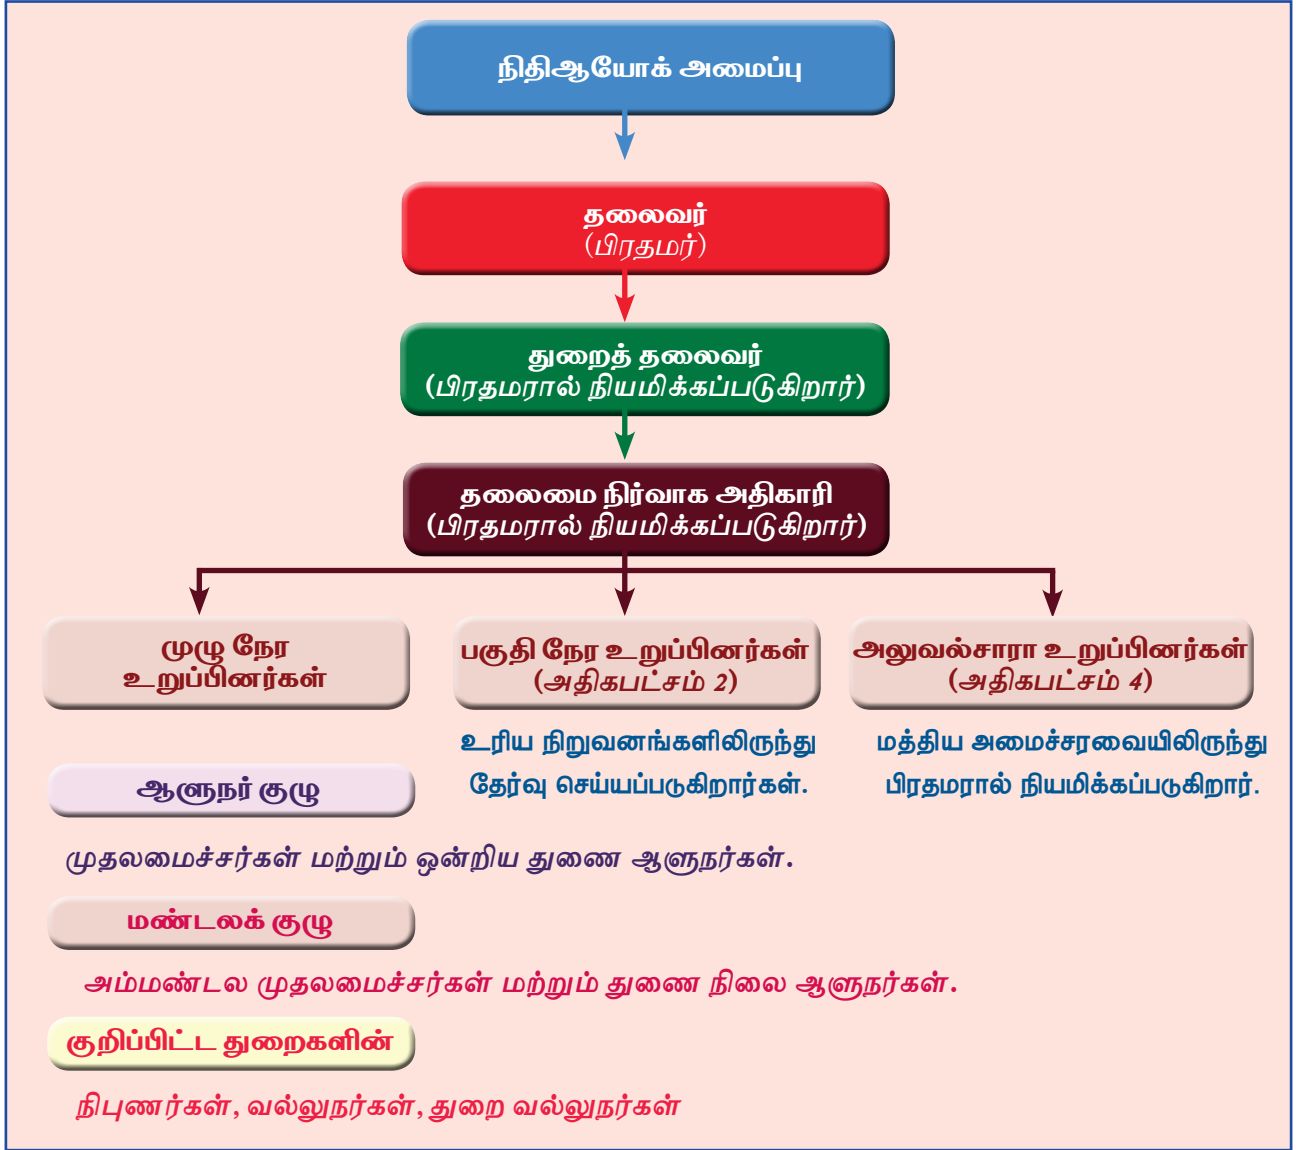 நிதிஆயோக் அமைப்பு
தலைவர்
(பிரதமர்)
துறைத் தலைவர்
(பிரதமரால் நியமிக்கப்படுகிறார்)
தலைமை நிர்வாக அதிகாரி
(பிரதமரால் நியமிக்கப்படுகிறார்)
முழு நேர
உறுப்பினர்கள்
பகுதி நேர உறுப்பினர்கள்
(அதிகபட்சம் 2)
உரிய நிறுவனங்களிலிருந்து
தேர்வு செய்யப்படுகிறார்கள்.
அலுவல்சாரா உறுப்பினர்கள்
(அதிகபட்சம் 4)
மத்திய அமைச்சரவையிலிருந்து
பிரதமரால் நியமிக்கப்படுகிறார்.
ஆளுநர் குழு
முதலமைச்சர்கள் மற்றும் ஒன்றிய துணை ஆளுநர்கள்.
மண்டலக் குழு
அம்மண்டல முதலமைச்சர்கள் மற்றும் துணை நிலை ஆளுநர்கள்.
குறிப்பிட்ட துறைகளின்
நிபுணர்கள், வல்லுநர்கள், துறை வல்லுநர்கள்